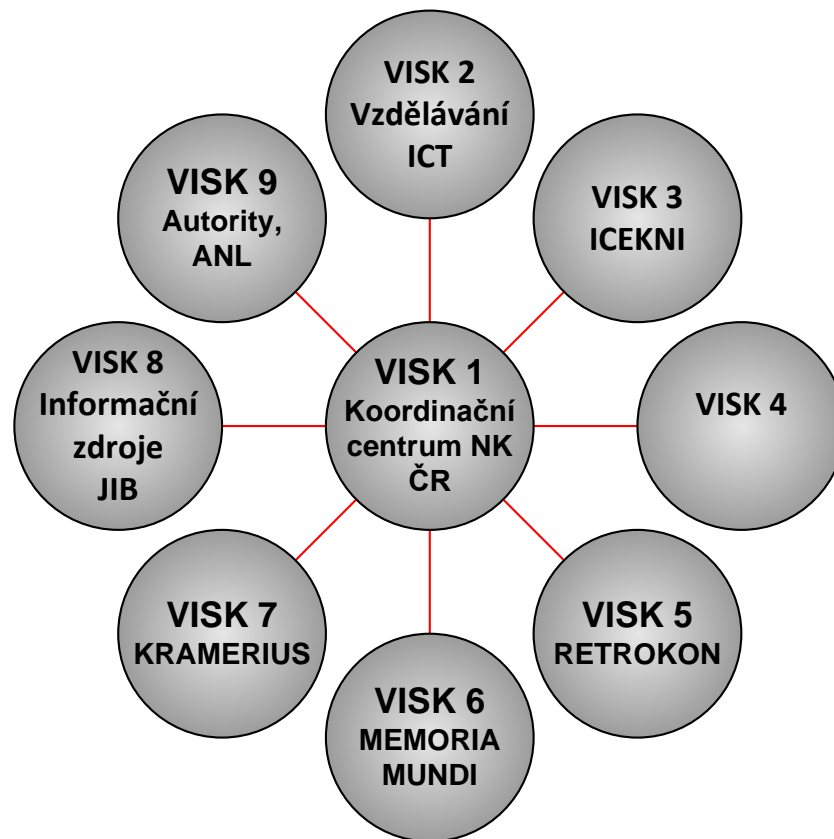 VISK 2
Vzdělávání
ICT
VISK 9
Autority,
ANL
VISK 3
ICEKNI
VISK 8
Informační
zdroje
JIB
VISK 1
Koordinační
centrum NK
ČR
VISK 4
VISK 7
KRAMERIUS
VISK 5
RETROKON
VISK 6
MEMORIA
MUNDI